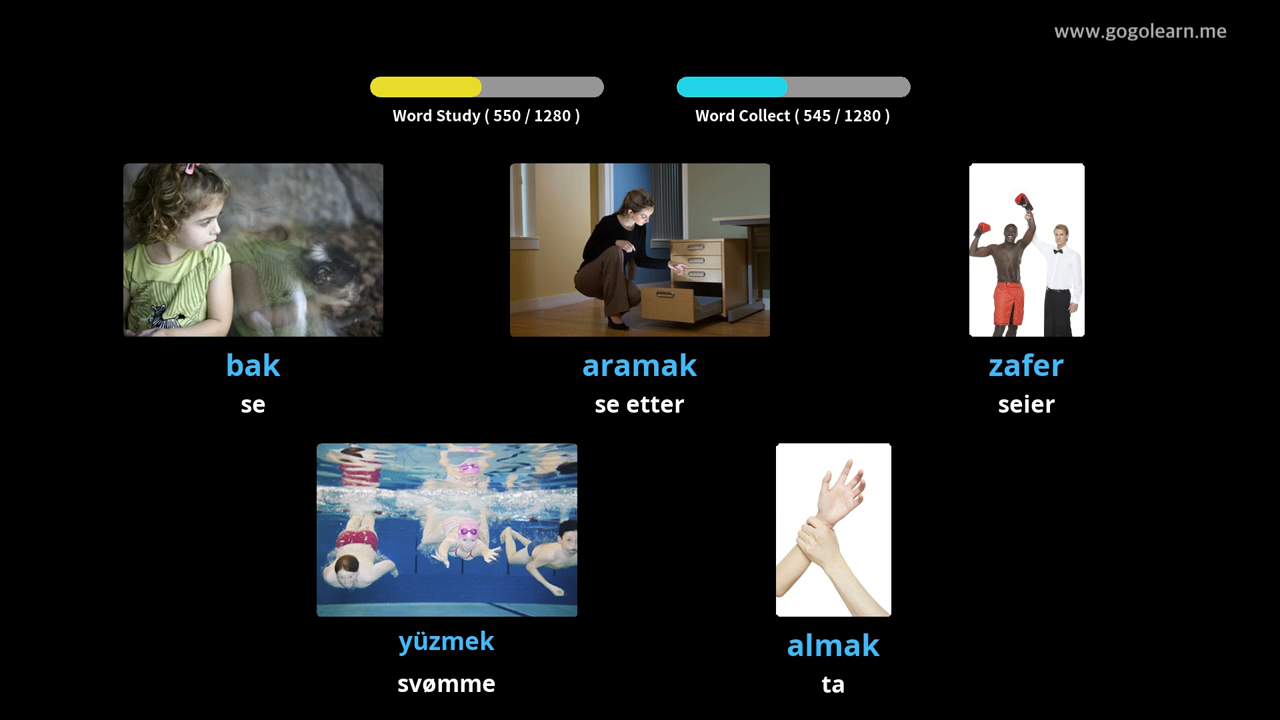 www.gogolearn.me
Word Study ( 550 / 1280 )
Word Collect ( 545 / 1280 )
bak
se
aramak
se etter
zafer
seier
yüzmek
svømme
almak
ta